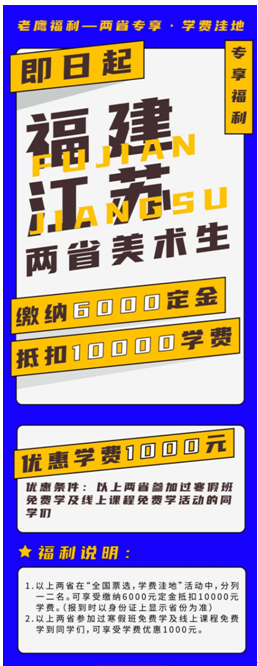 老鹰福利—两省专享·学费洼地
即日起
专享福利
福建
FUJIAN
江苏
JIANGSU
两省美术生
缴纳6000定金
抵扣10000学费
优惠学费1000元
优惠条件：以上两省参加过寒假班
免费学及线上课程免费学活动的同
学们
福利说明：
1.以上两省在“全国票选，学费洼地”活动中，分列
一二名。可享受缴纳6000元定金抵扣10000元
学费。（报到时以身份证上显示省份为准）
2.以上两省参加过寒假班免费学及线上课程免费
学到同学们，可享受学费优惠1000元。